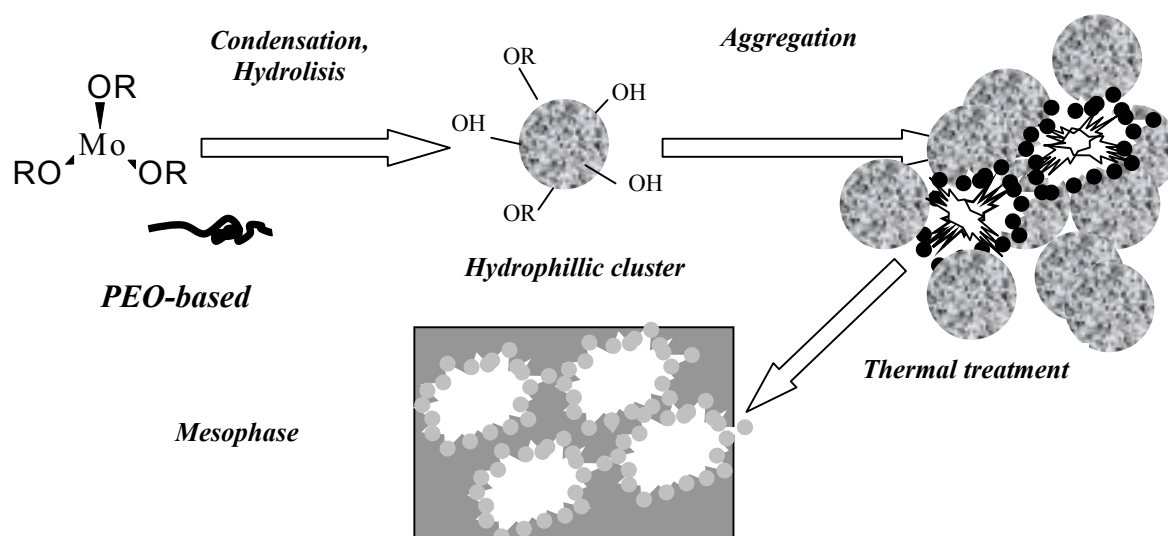 Condensation,
Hydrolisis
Aggregation
OR
Mo
RO
OR
OR
OH
OH
OH
OR
PEO-based
Hydrophillic cluster
Thermal treatment
Mesophase